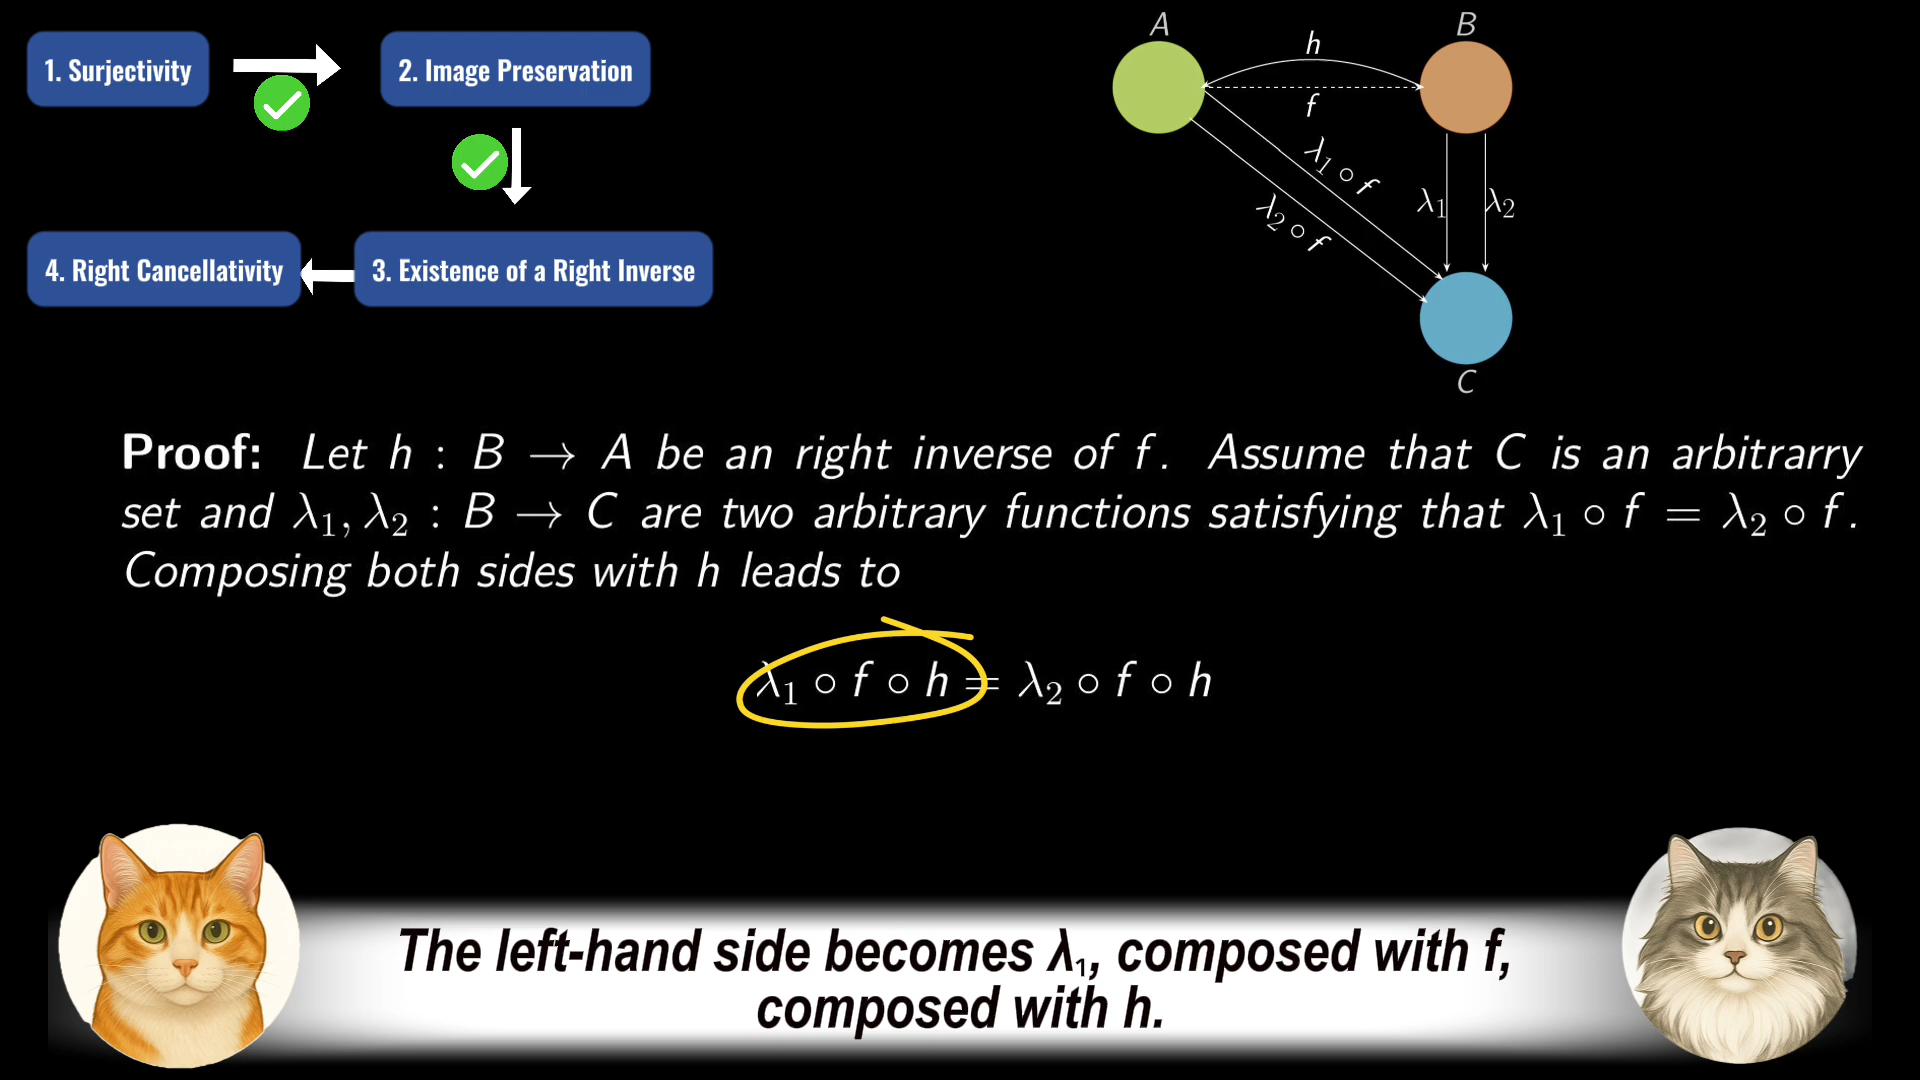 1. Surjectivity
2. Image Preservation
4. Right Cancellativity
3. Existence of a Right Inverse
A
B
h
f
λ₁ ∘ f
λ₂ ∘ f
λ₁
λ₂
C
Proof: Let h : B → A be an right inverse of f. Assume that C is an arbitrarry
set and λ₁, λ₂ : B → C are two arbitrary functions satisfying that λ₁ ∘ f = λ₂ ∘ f.
Composing both sides with h leads to
λ₁ ∘ f ∘ h = λ₂ ∘ f ∘ h
The left-hand side becomes λ₁, composed with f,
composed with h.